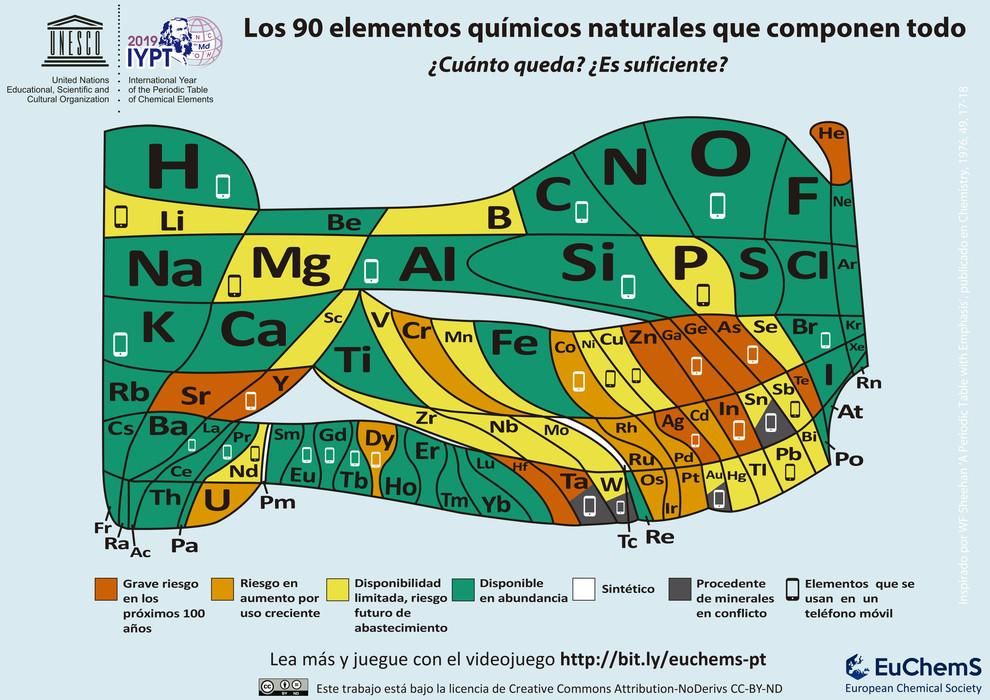 UNESCO
United Nations
Educational, Scientific and
Cultural Organization
2019
IYPT
N C
O
Md
International Year
of the Periodic Table
of Chemical Elements
Los 90 elementos químicos naturales que componen todo
¿Cuánto queda? ¿Es suficiente?
H
He
Li Be B C N O F Ne
Na Mg Al Si P S Cl Ar
K Ca Sc Ti V Cr Mn Fe Co Ni Cu Zn Ga Ge As Se Br Kr
Rb Sr Y Zr Nb Mo Ru Rh Pd Ag Cd In Sn Sb Te I Xe
Cs Ba La Ce Pr Nd Pm Sm Eu Gd Tb Dy Ho Er Tm Yb Lu Hf Ta W Tc Re Os Ir Pt Au Hg Tl Pb Bi Po At Rn
Fr Ra Ac Th Pa U
Grave riesgo
en los
próximos 100
años
Riesgo en
aumento por
uso creciente
Disponibilidad
limitada, riesgo
futuro de
abastecimiento
Disponible
en abundancia
Sintético
Procedente
de minerales
en conflicto
Elementos que se
usan en un
teléfono móvil
Inspirado por WF Sheehan 'A Periodic Table with Emphasis', publicado en Chemistry, 1976, 49, 17-18
Lea más y juegue con el videojuego http://bit.ly/euchems-pt
cc BY ND
Este trabajo está bajo la licencia de Creative Commons Attribution-NoDerivs CC-BY-ND
EuChemS
European Chemical Society